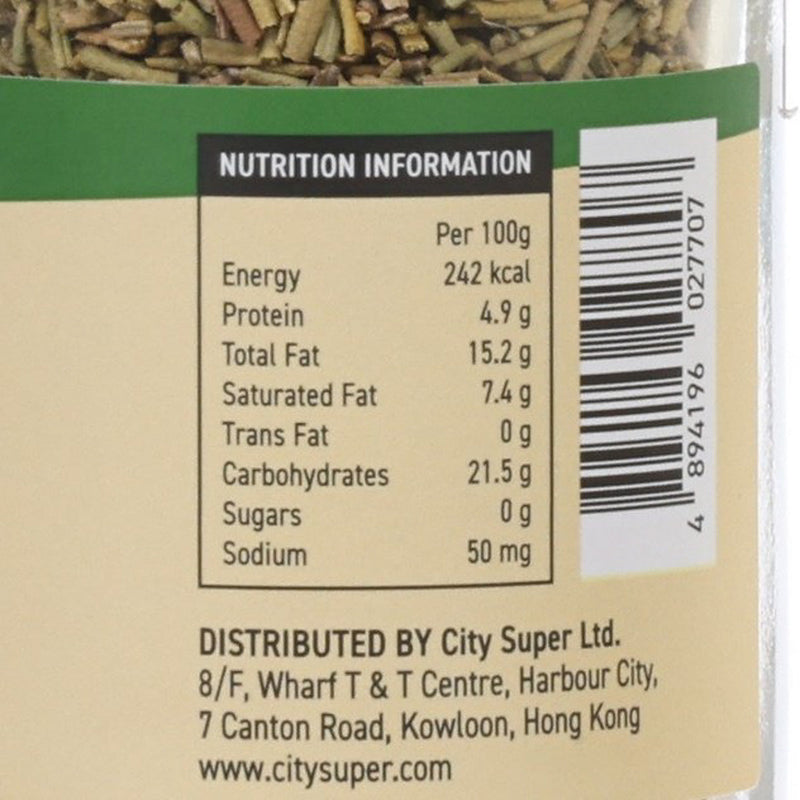 NUTRITION INFORMATION
Per 100g
Energy 242 kcal
Protein 4.9 g
Total Fat 15.2 g
Saturated Fat 7.4 g
Trans Fat 0 g
Carbohydrates 21.5 g
Sugars 0 g
Sodium 50 mg
4 894196 027707
DISTRIBUTED BY City Super Ltd.
8/F, Wharf T & T Centre, Harbour City,
7 Canton Road, Kowloon, Hong Kong
www.citysuper.com